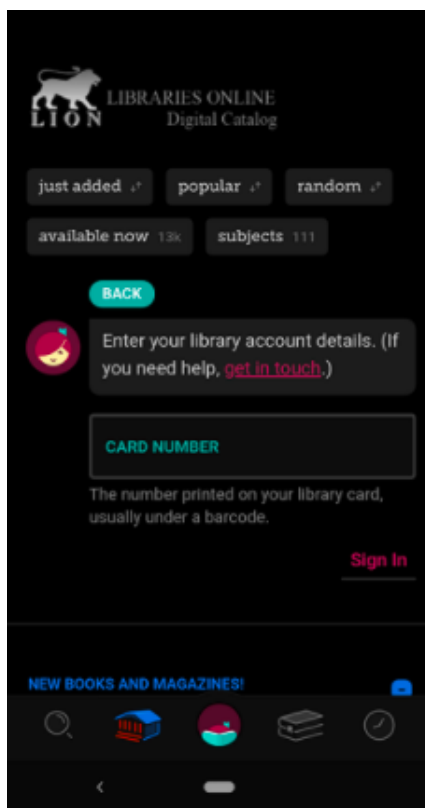 LION
LIBRARIES ONLINE
Digital Catalog
just added
popular
random
available now 13k
subjects 111
BACK
Enter your library account details. (If
you need help, get in touch.)
CARD NUMBER
The number printed on your library card,
usually under a barcode.
Sign In
NEW BOOKS AND MAGAZINES!